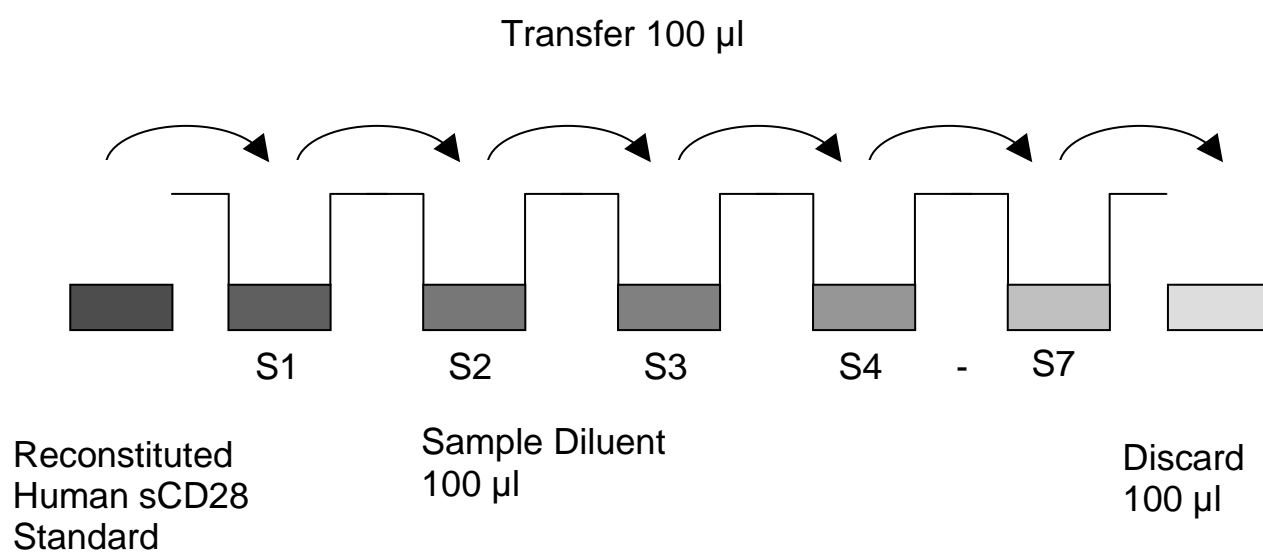 Transfer 100 µl
S1 S2 S3 S4 - S7
Reconstituted
Human sCD28
Standard
Sample Diluent
100 µl
Discard
100 µl